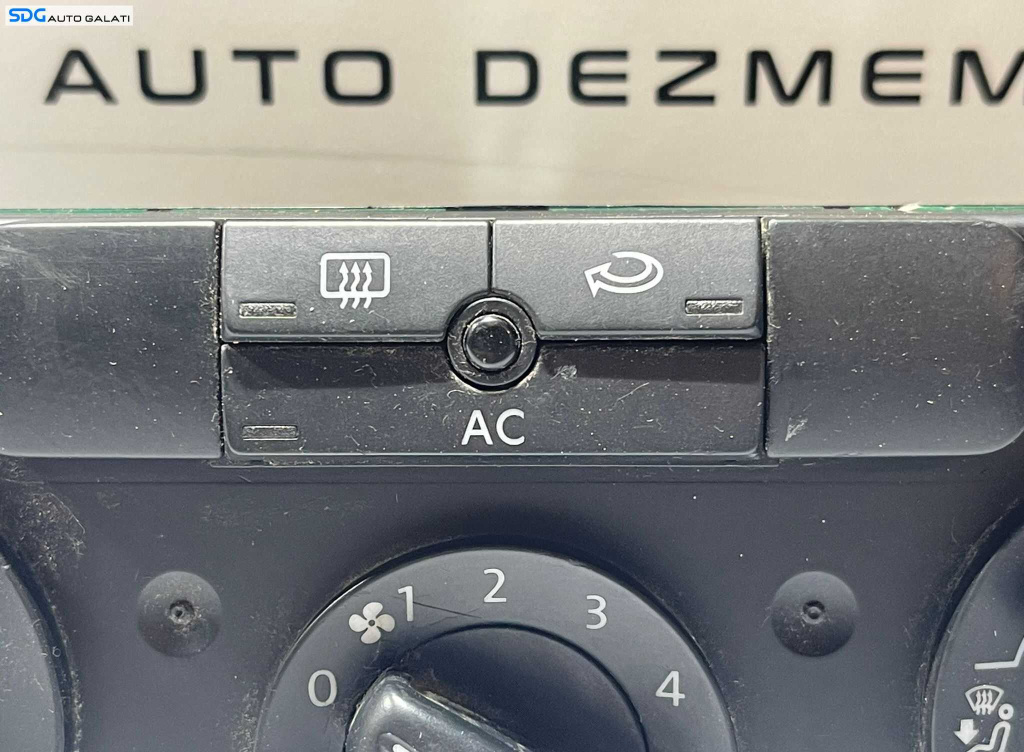 SDG AUTO GALATI
AUTO DEZMEM
AC
0 1 2 3 4